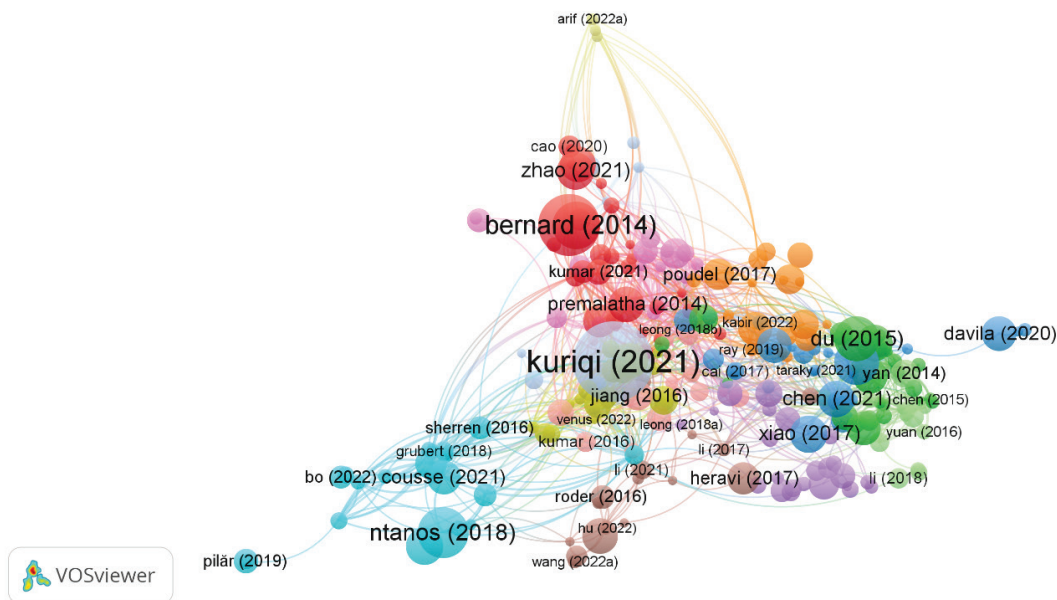 arif (2022a)
cao (2020)
zhao (2021)
bernard (2014)
kumar (2021)
poudel (2017)
premalatha (2014)
leong (2018b)
kabir (2022)
du (2015)
davila (2020)
kuriqi (2021)
ray (2019)
cai (2017)
taraky (2021)
yan (2014)
jiang (2016)
chen (2021)
chen (2015)
venus (2022)
leong (2018a)
sherren (2016)
kumar (2016)
xiao (2017)
yuan (2016)
grubert (2018)
li (2017)
bo (2022)
cousse (2021)
li (2021)
heravi (2017)
li (2018)
roder (2016)
ntanos (2018)
hu (2022)
pilär (2019)
wang (2022a)
VOSviewer